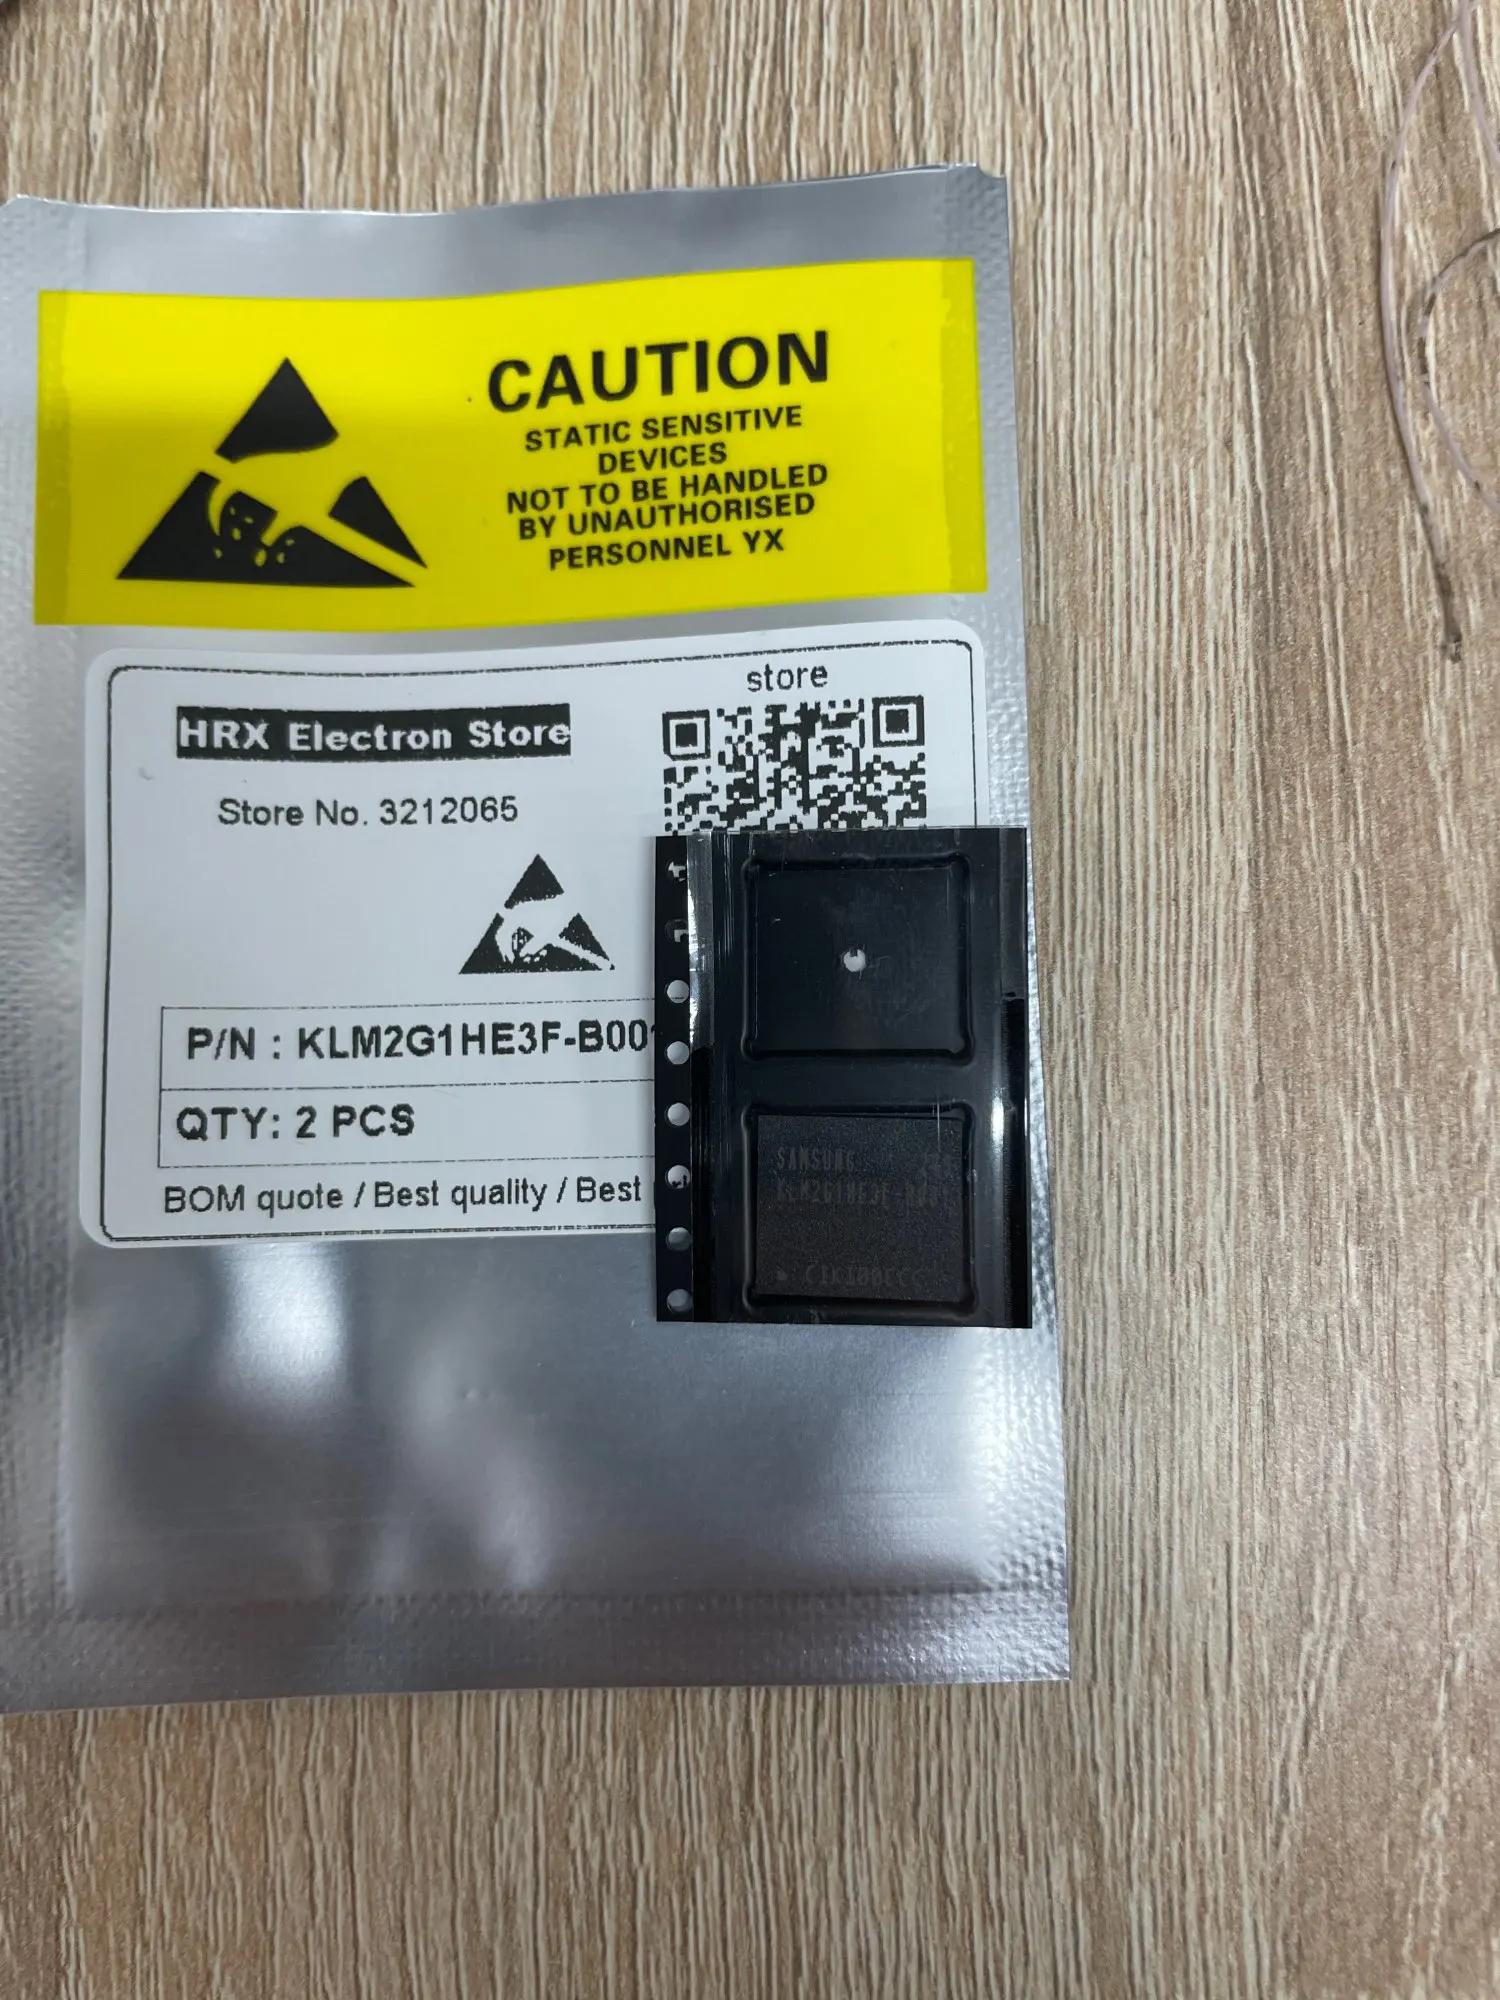 CAUTION
STATIC SENSITIVE
DEVICES
NOT TO BE HANDLED
BY UNAUTHORISED
PERSONNEL YX
store
HRX Electron Store
Store No. 3212065
P/N : KLM2G1HE3F-B00
QTY: 2 PCS
BOM quote / Best quality / Best
SAMSUNG